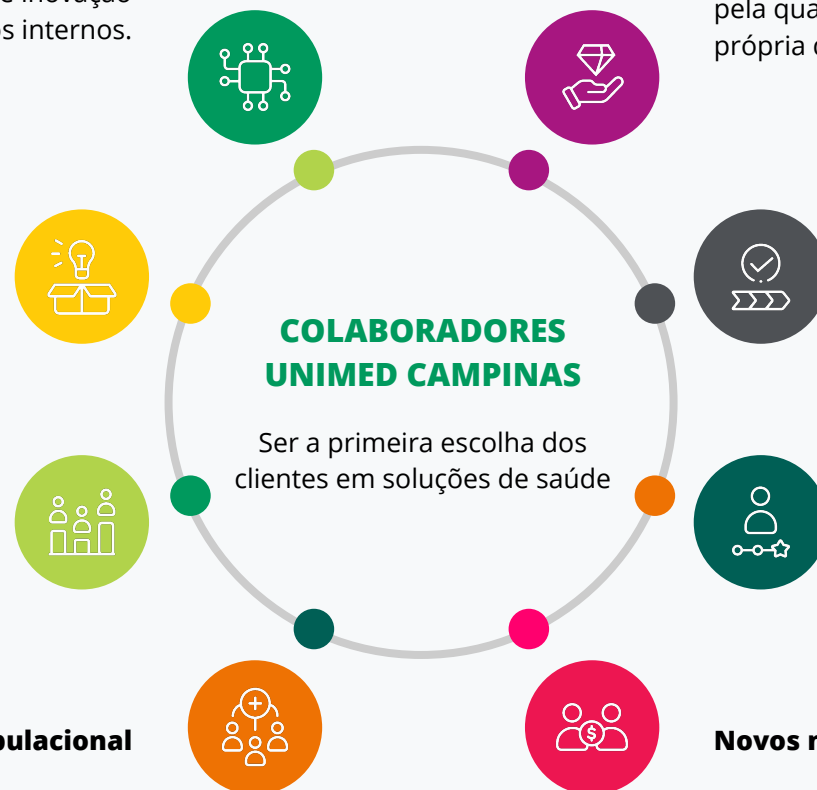 e inovação
os internos.
pela qua
própria
COLABORADORES
UNIMED CAMPINAS
Ser a primeira escolha dos
clientes em soluções de saúde
pulacional
Novos